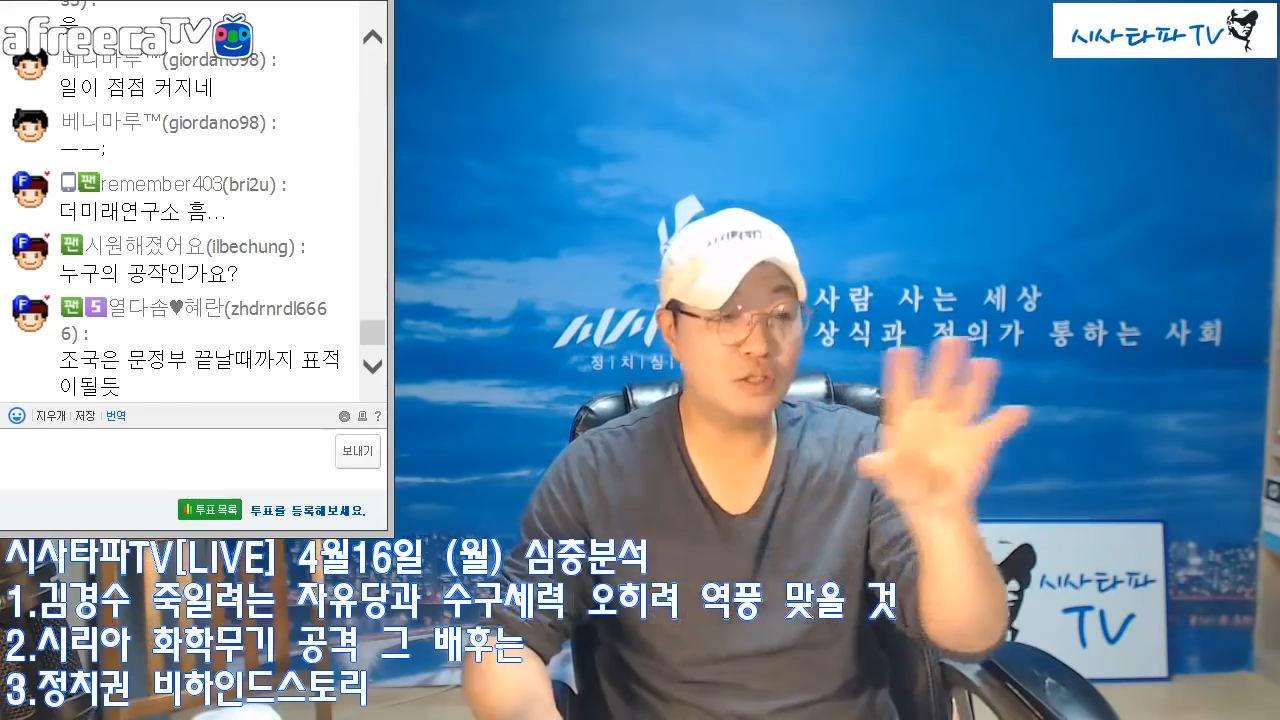 afreecaTV
시사타파TV
베니마루™(giordano98) :
일이 점점 커지네
베니마루™(giordano98) :
ㅡㅡ;
팬 remember403(bri2u) :
더미래연구소 흠...
팬 시원해졌어요(ilbechung) :
누구의 공작인가요?
팬 5 열다솜♥혜란(zhdrnrdl666
6) :
조국은 문정부 끝날때까지 표적
이될듯
지우개 저장 번역 ?
보내기
투표 목록 투표를 등록해보세요.
사람 사는 세상
상식과 정의가 통하는 사회
정|치|심|
시사타파
TV
시사타파TV[LIVE] 4월16일 (월) 심층분석
1.김경수 죽일려는 자유당과 수구세력 오히려 역풍 맞을 것
2.시리아 화학무기 공격 그 배후는
3.정치권 비하인드스토리